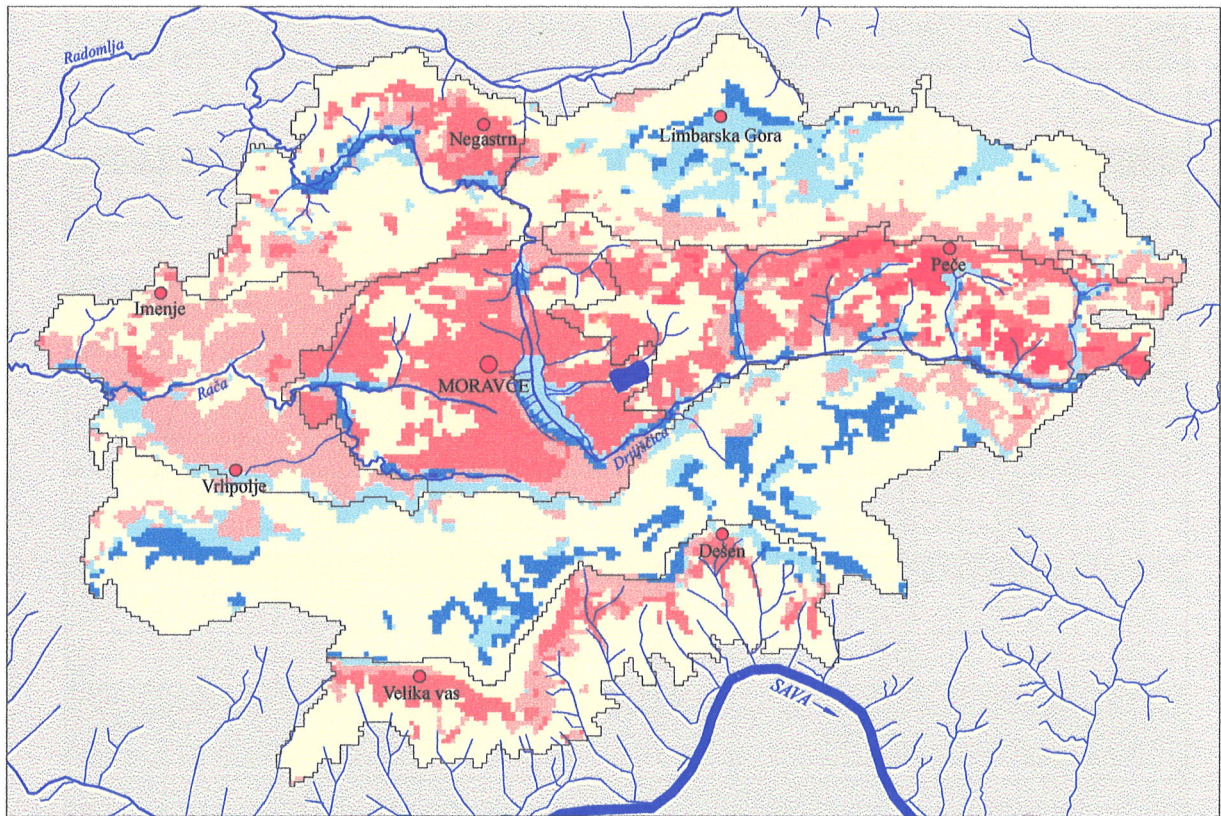 Radomlja
Negastrn
Limbarska Gora
Peče
Imenje
MORAVČE
Rača
Drtijščica
Vrhpolje
Dešen
Velika vas
SAVA